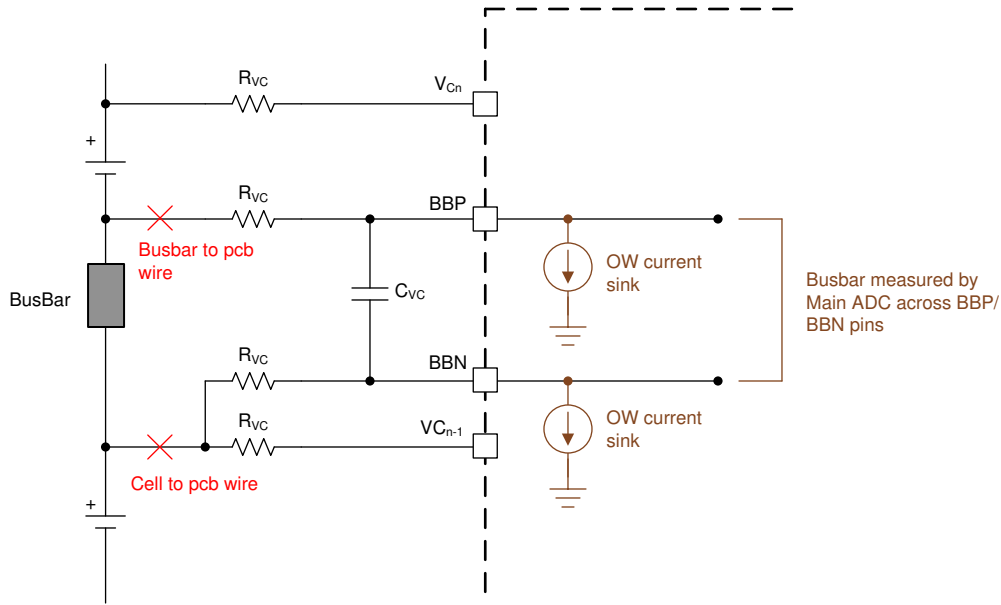 RVC
VCn
+
RVC
BBP
Busbar to pcb
wire
OW current
sink
BusBar
CVC
Busbar measured by
Main ADC across BBP/
BBN pins
RVC
BBN
RVC
VCn-1
OW current
sink
Cell to pcb wire
+